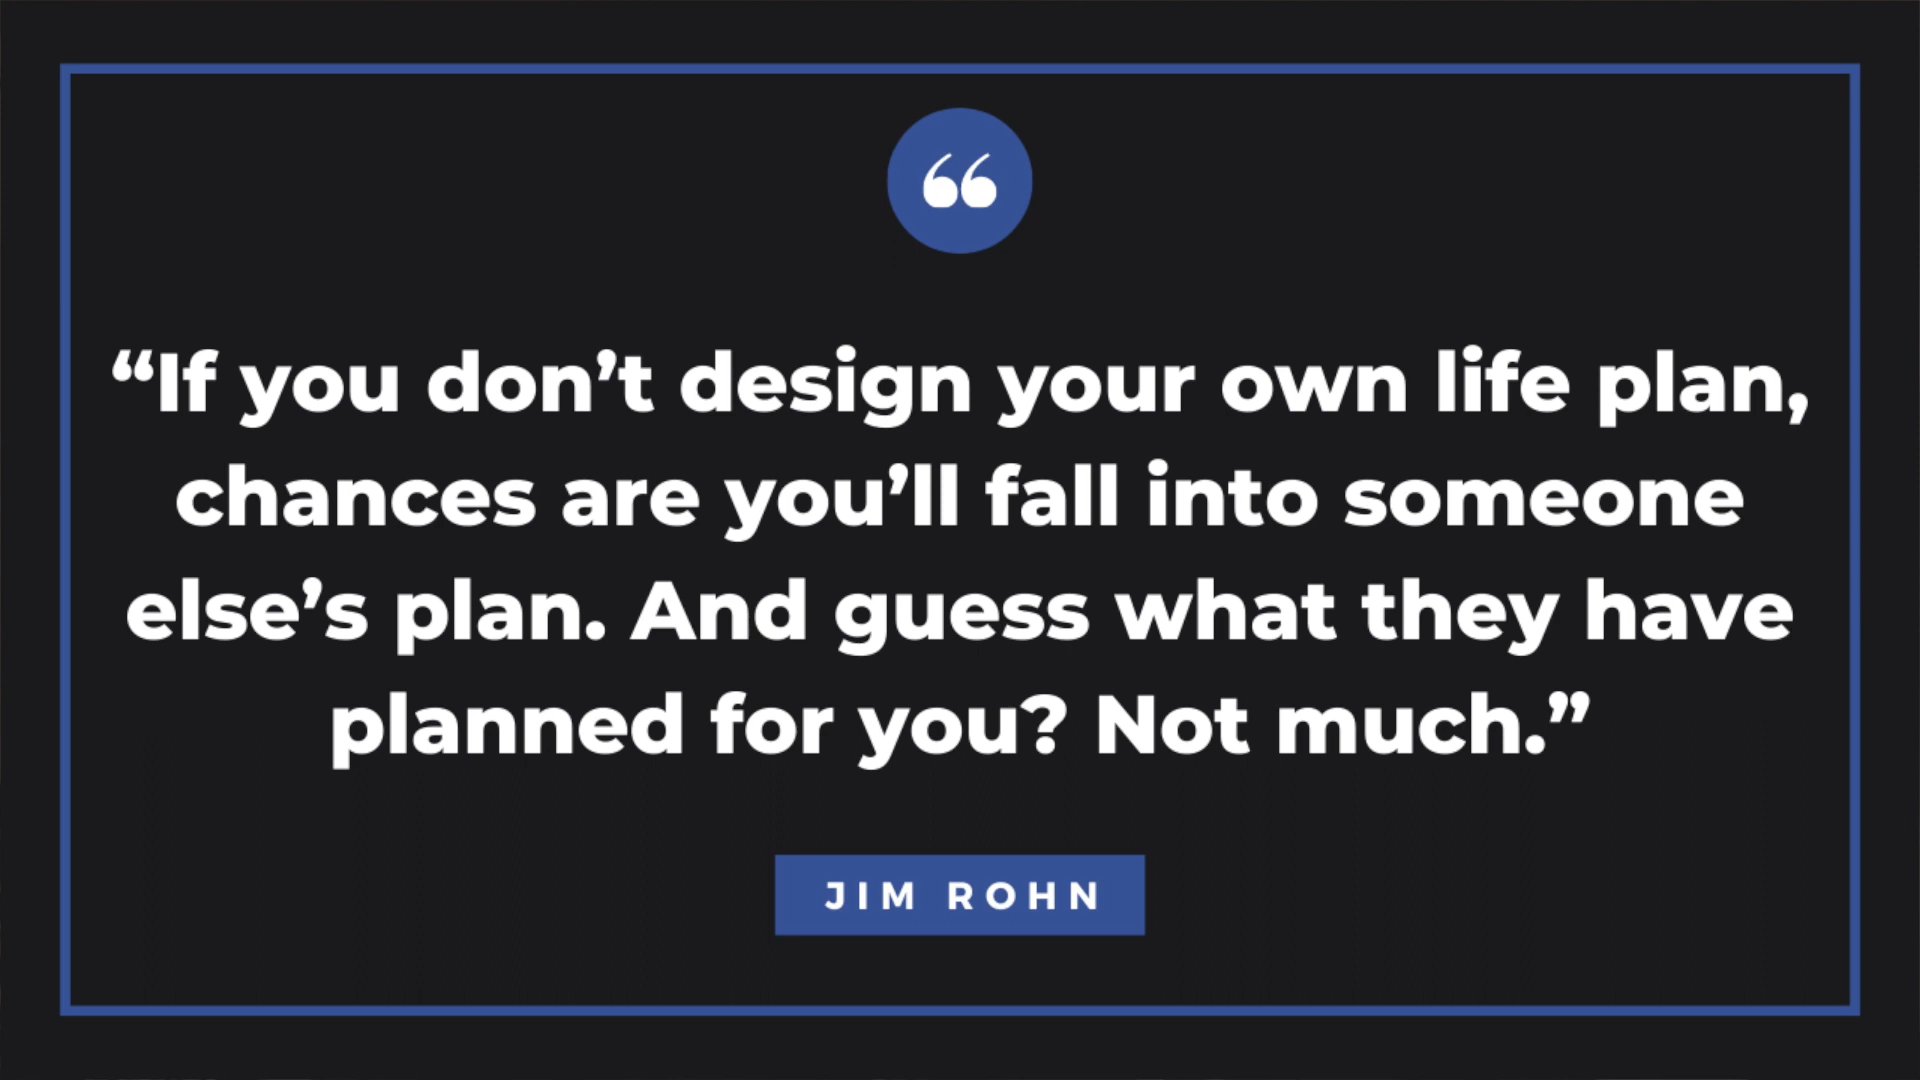 “
“If you don’t design your own life plan,
chances are you’ll fall into someone
else’s plan. And guess what they have
planned for you? Not much.”
JIM ROHN